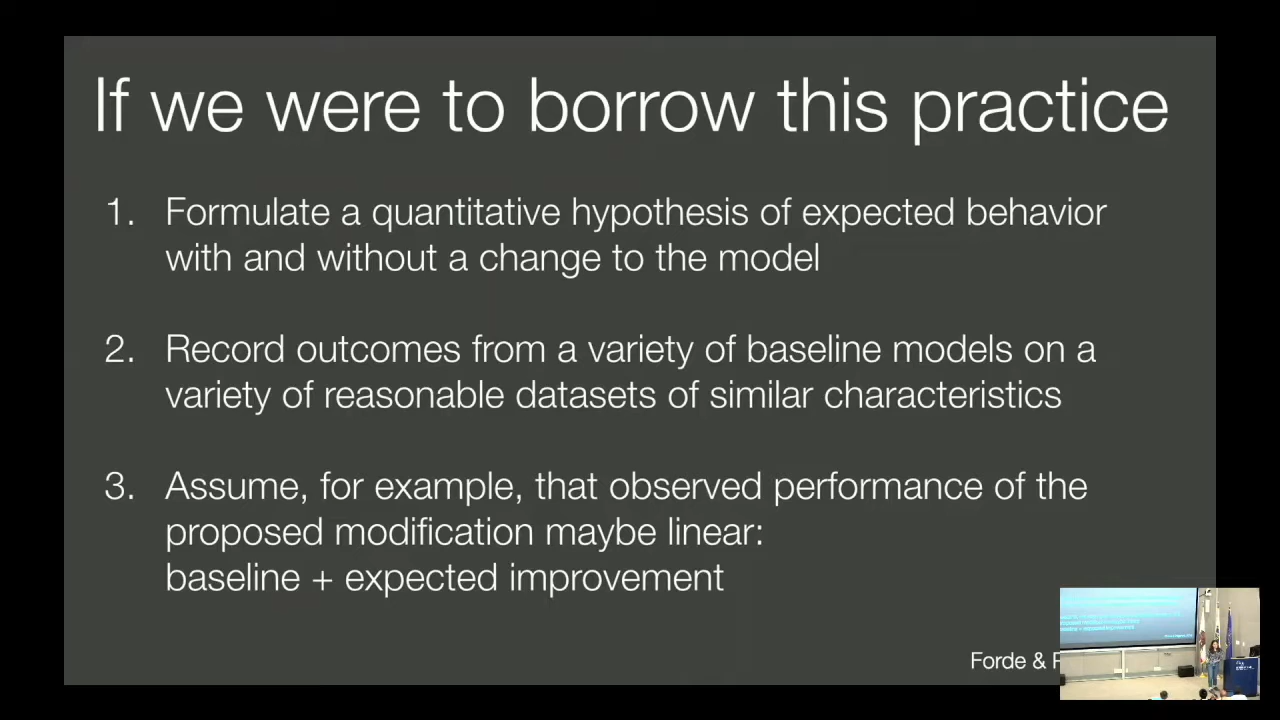 If we were to borrow this practice
1. Formulate a quantitative hypothesis of expected behavior
with and without a change to the model
2. Record outcomes from a variety of baseline models on a
variety of reasonable datasets of similar characteristics
3. Assume, for example, that observed performance of the
proposed modification maybe linear:
baseline + expected improvement
Forde &